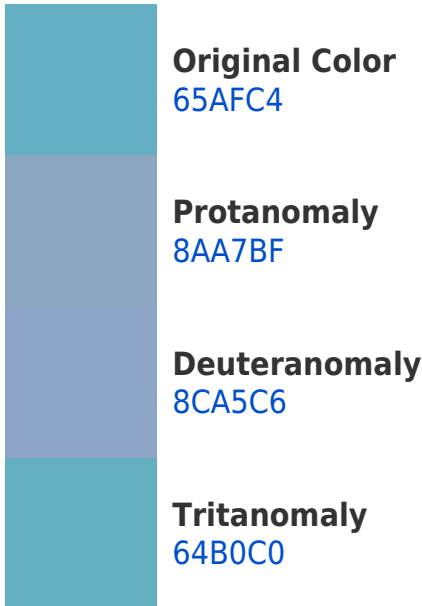 Original Color
65AFC4
Protanomaly
8AA7BF
Deuteranomaly
8CA5C6
Tritanomaly
64B0C0